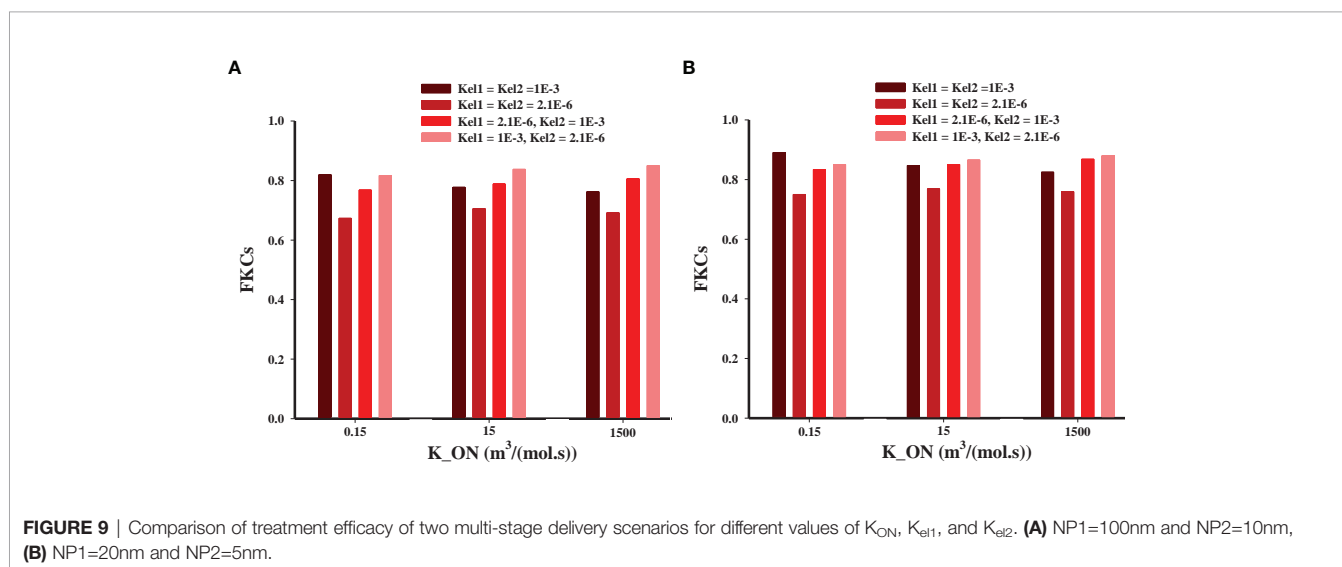 A
Kel1 = Kel2 =1E-3
Kel1 = Kel2 = 2.1E-6
Kel1 = 2.1E-6, Kel2 = 1E-3
Kel1 = 1E-3, Kel2 = 2.1E-6
1.0
0.8
0.6
0.4
0.2
0.0
FKCs
0.15
15
1500
K_ON (m³/(mol.s))
B
Kel1 = Kel2 =1E-3
Kel1 = Kel2 = 2.1E-6
Kel1 = 2.1E-6, Kel2 = 1E-3
Kel1 = 1E-3, Kel2 = 2.1E-6
1.0
0.8
0.6
0.4
0.2
0.0
FKCs
0.15
15
1500
K_ON (m³/(mol.s))
FIGURE 9 | Comparison of treatment efficacy of two multi-stage delivery scenarios for different values of K_ON, K_el1, and K_el2. (A) NP1=100nm and NP2=10nm,
(B) NP1=20nm and NP2=5nm.